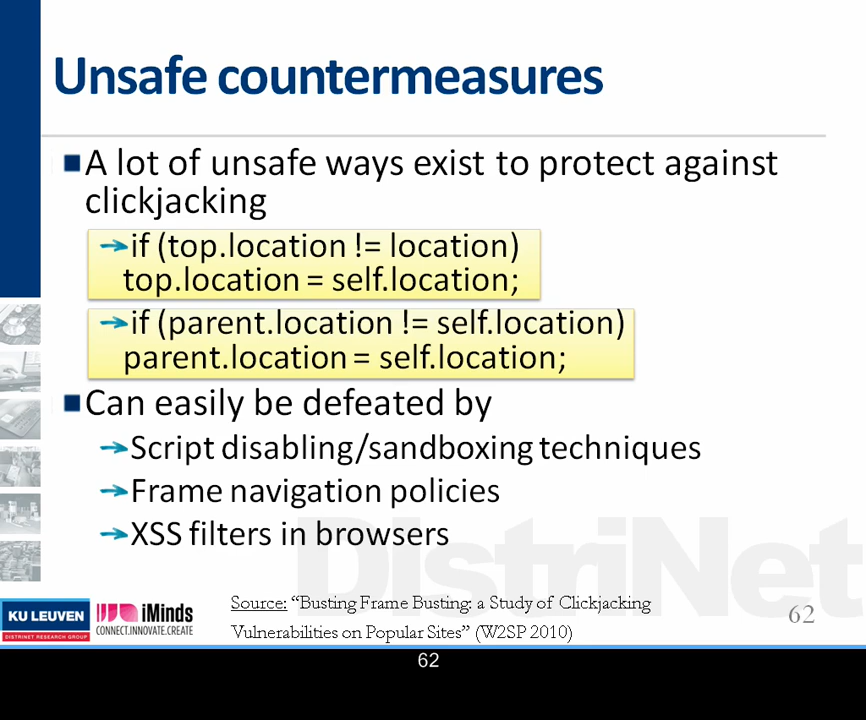 Unsafe countermeasures
A lot of unsafe ways exist to protect against
clickjacking
if (top.location != location)
top.location = self.location;
if (parent.location != self.location)
parent.location = self.location;
Can easily be defeated by
Script disabling/sandboxing techniques
Frame navigation policies
XSS filters in browsers
DistriNet
KU LEUVEN
DISTRINET RESEARCH GROUP
iMinds
CONNECT.INNOVATE.CREATE
Source: “Busting Frame Busting: a Study of Clickjacking
Vulnerabilities on Popular Sites” (W2SP 2010)
62
62